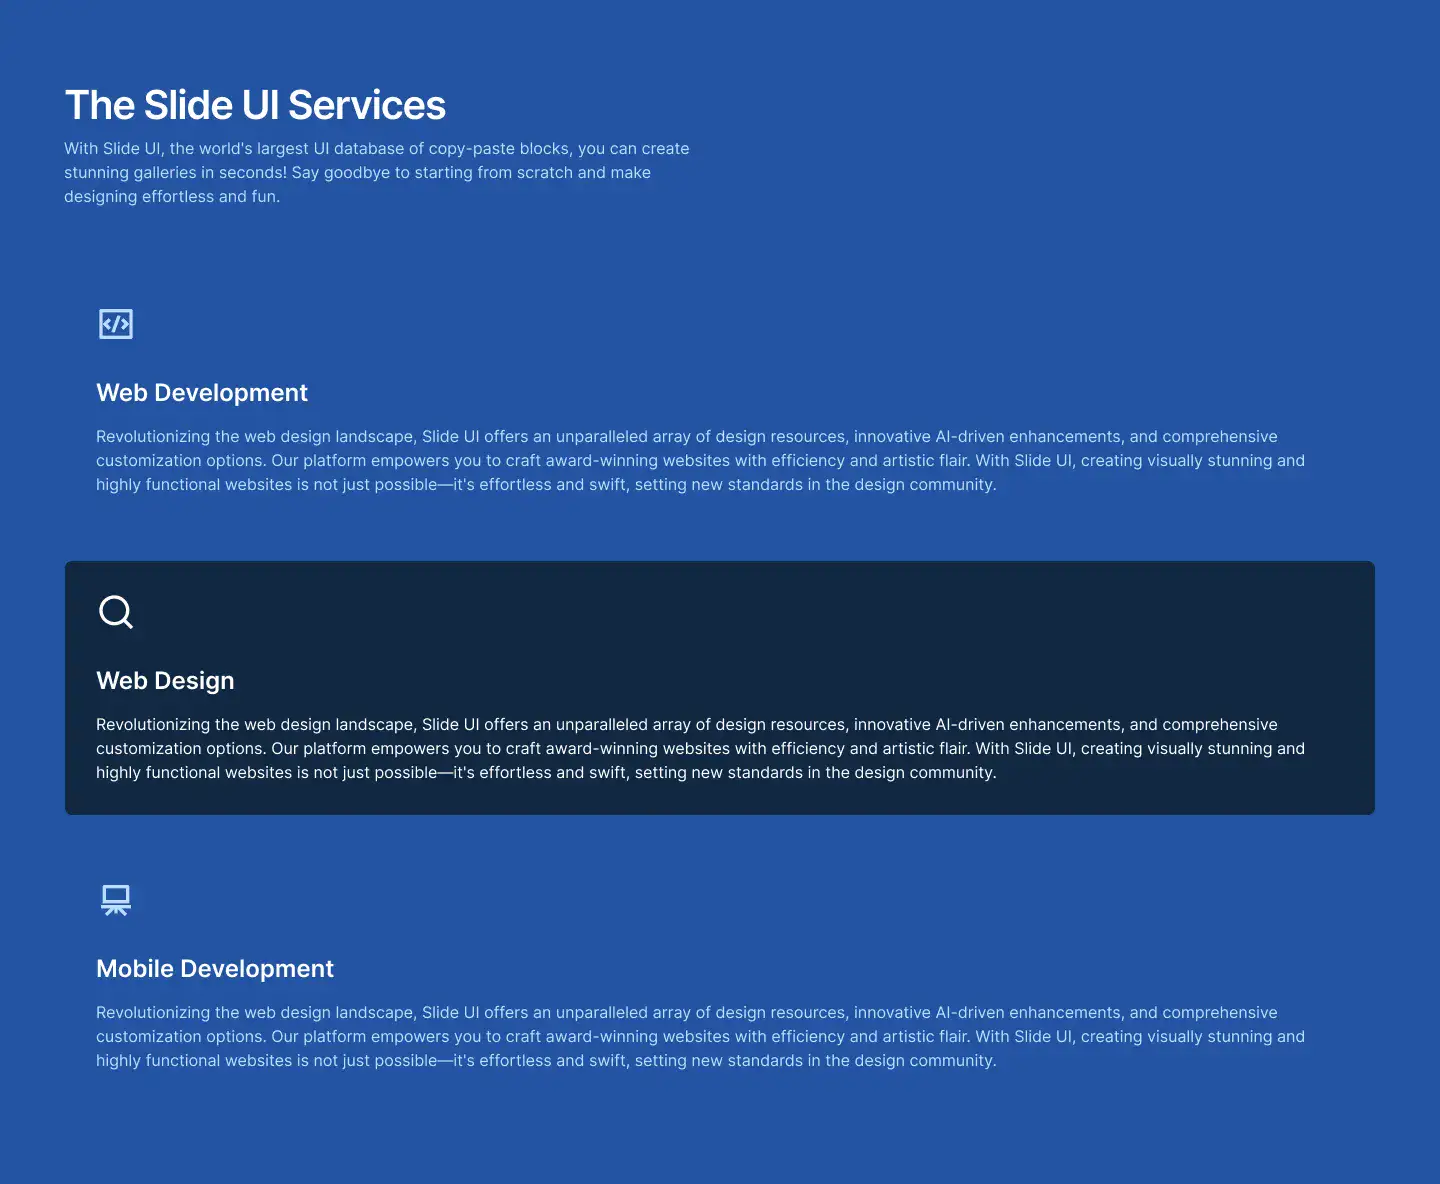 The Slide UI Services
With Slide UI, the world's largest UI database of copy-paste blocks, you can create
stunning galleries in seconds! Say goodbye to starting from scratch and make
designing effortless and fun.
Web Development
Revolutionizing the web design landscape, Slide UI offers an unparalleled array of design resources, innovative AI-driven enhancements, and comprehensive
customization options. Our platform empowers you to craft award-winning websites with efficiency and artistic flair. With Slide UI, creating visually stunning and
highly functional websites is not just possible—it's effortless and swift, setting new standards in the design community.
Web Design
Revolutionizing the web design landscape, Slide UI offers an unparalleled array of design resources, innovative AI-driven enhancements, and comprehensive
customization options. Our platform empowers you to craft award-winning websites with efficiency and artistic flair. With Slide UI, creating visually stunning and
highly functional websites is not just possible—it's effortless and swift, setting new standards in the design community.
Mobile Development
Revolutionizing the web design landscape, Slide UI offers an unparalleled array of design resources, innovative AI-driven enhancements, and comprehensive
customization options. Our platform empowers you to craft award-winning websites with efficiency and artistic flair. With Slide UI, creating visually stunning and
highly functional websites is not just possible—it's effortless and swift, setting new standards in the design community.